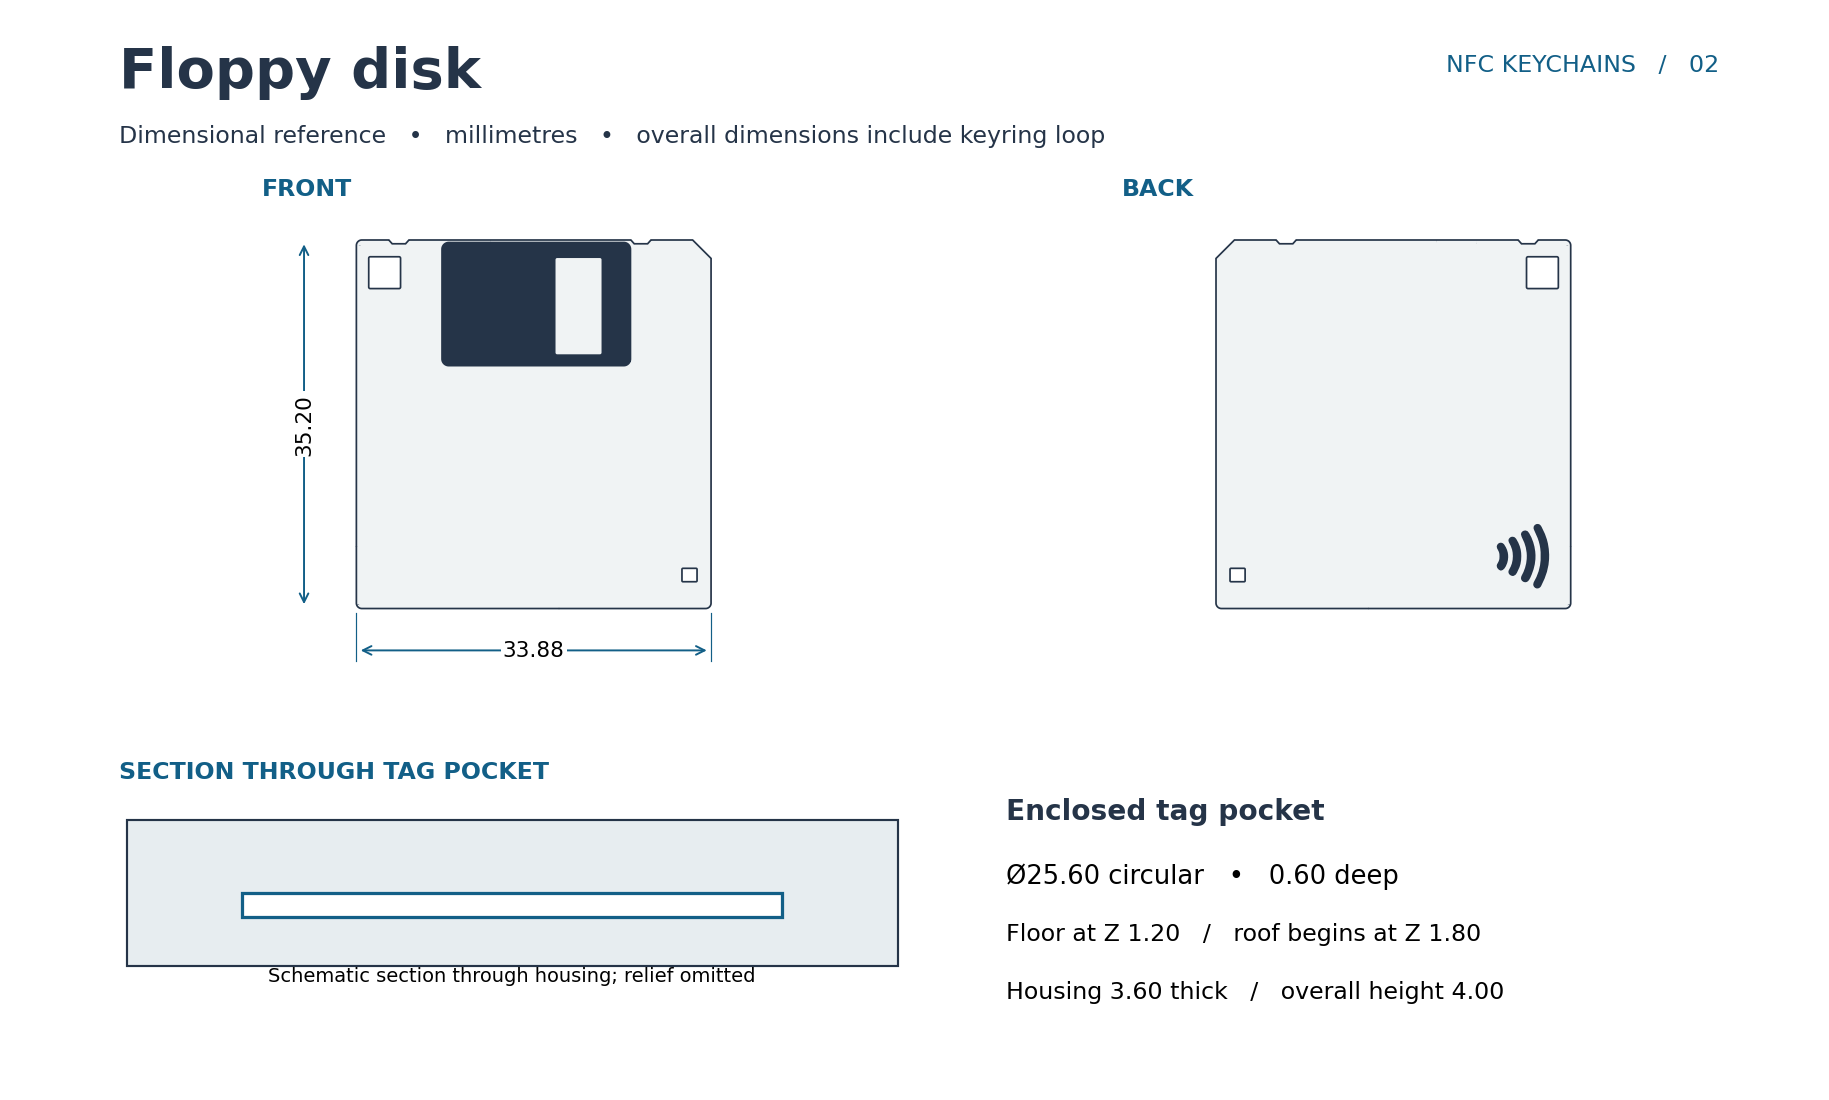 Floppy disk
NFC KEYCHAINS / 02
Dimensional reference • millimetres • overall dimensions include keyring loop
FRONT
BACK
35.20
33.88
SECTION THROUGH TAG POCKET
Schematic section through housing; relief omitted
Enclosed tag pocket
Ø25.60 circular • 0.60 deep
Floor at Z 1.20 / roof begins at Z 1.80
Housing 3.60 thick / overall height 4.00